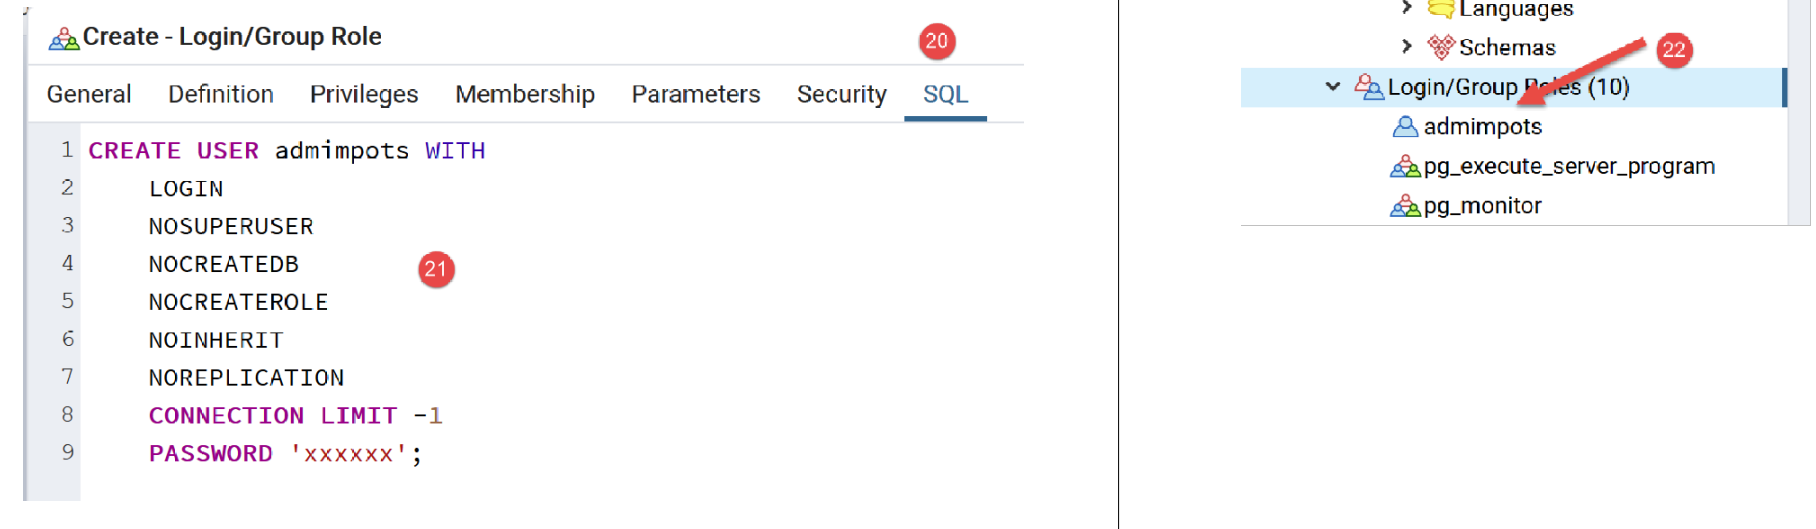 Create - Login/Group Role
20
General Definition Privileges Membership Parameters Security SQL
1 CREATE USER admimpots WITH
2 LOGIN
3 NOSUPERUSER
4 NOCREATEDB
21
5 NOCREATEROLE
6 NOINHERIT
7 NOREPLICATION
8 CONNECTION LIMIT -1
9 PASSWORD 'xxxxxx';
Languages
Schemas
22
Login/Group Roles (10)
admimpots
pg_execute_server_program
pg_monitor